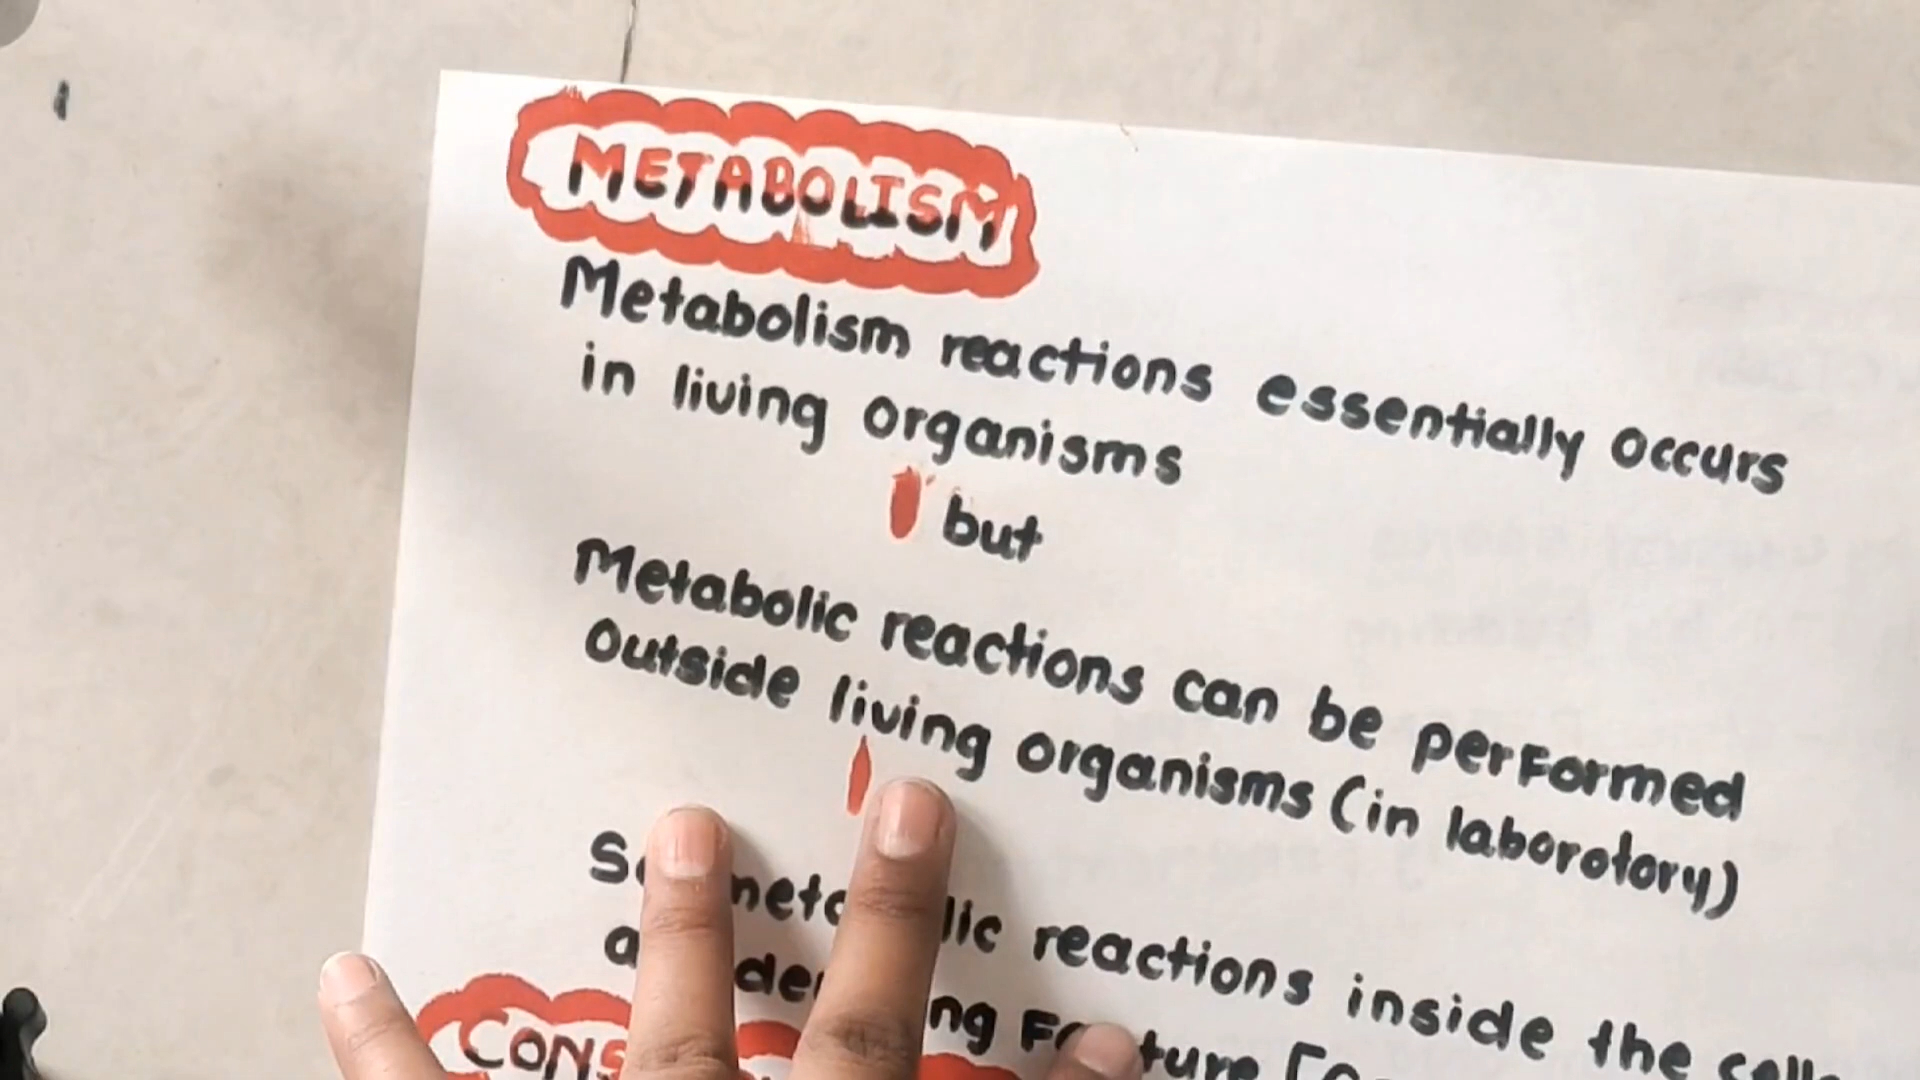 METABOLISM
Metabolism reactions essentially occurs
in living organisms
but
Metabolic reactions can be performed
Outside living organisms (in laborotory)
reactions inside the